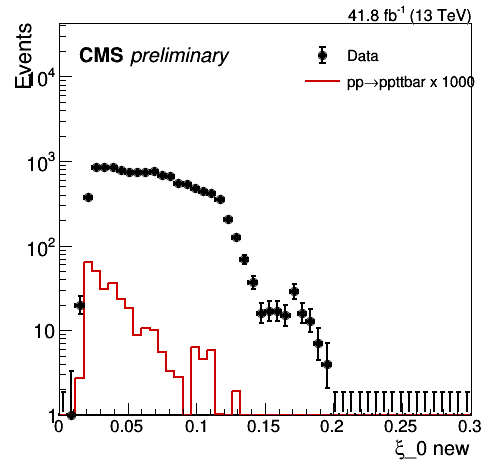 41.8 fb⁻¹ (13 TeV)
Events
CMS preliminary
Data
pp→ppttbar x 1000
10⁴
10³
10²
10
1
0 0.05 0.1 0.15 0.2 0.25 0.3
ξ_0 new